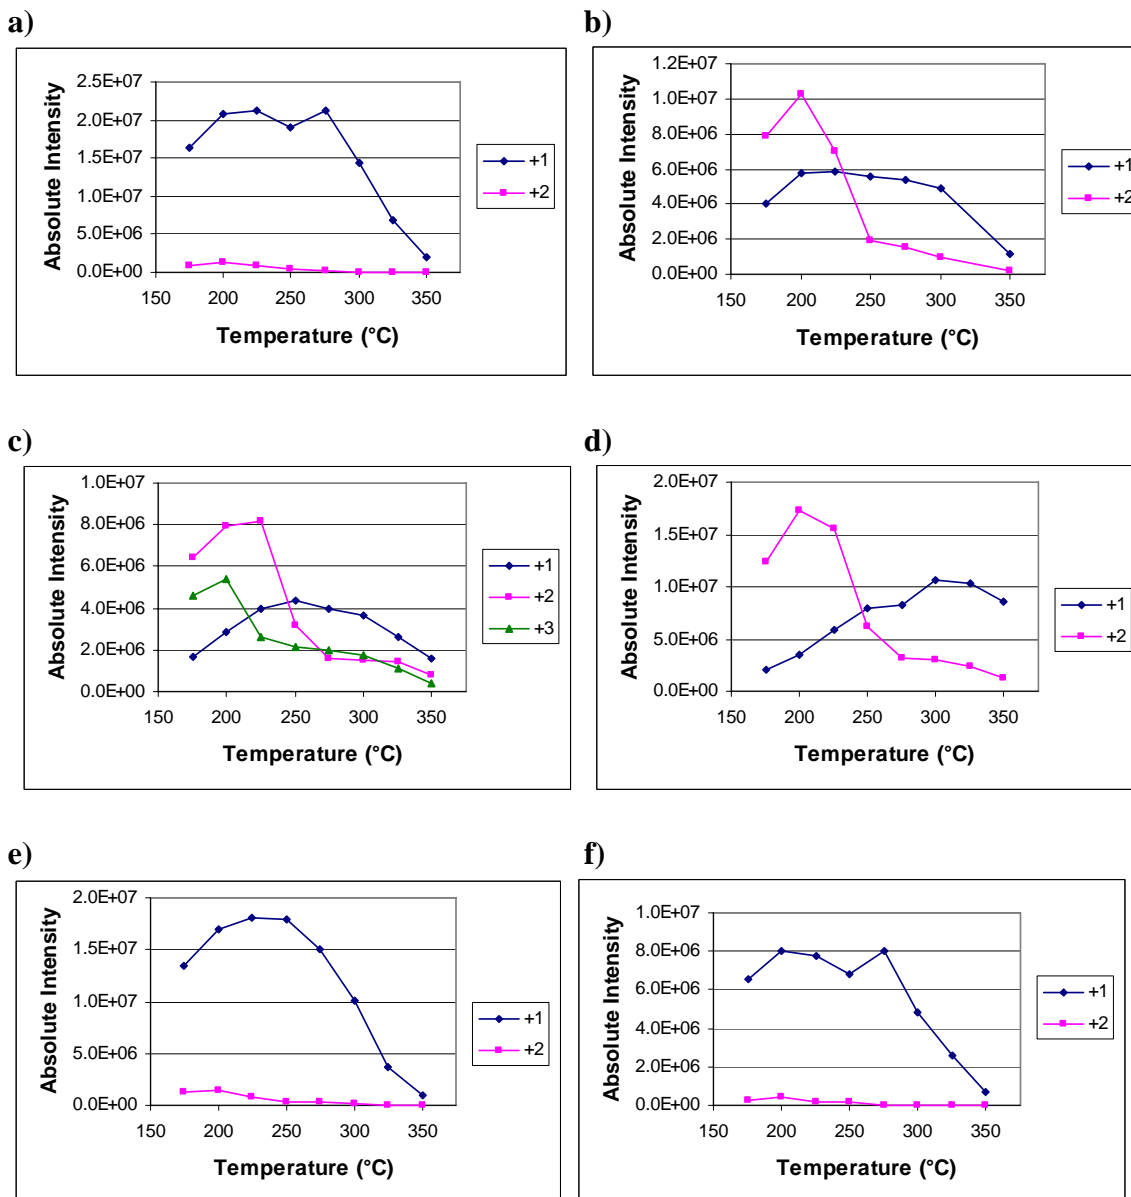 a)
Absolute Intensity
2.5E+07
2.0E+07
1.5E+07
1.0E+07
5.0E+06
0.0E+00
150 200 250 300 350
Temperature (°C)
+1
+2
b)
Absolute Intensity
1.2E+07
1.0E+07
8.0E+06
6.0E+06
4.0E+06
2.0E+06
0.0E+00
150 200 250 300 350
Temperature (°C)
+1
+2
c)
Absolute Intensity
1.0E+07
8.0E+06
6.0E+06
4.0E+06
2.0E+06
0.0E+00
150 200 250 300 350
Temperature (°C)
+1
+2
+3
d)
Absolute Intensity
2.0E+07
1.5E+07
1.0E+07
5.0E+06
0.0E+00
150 200 250 300 350
Temperature (°C)
+1
+2
e)
Absolute Intensity
2.0E+07
1.5E+07
1.0E+07
5.0E+06
0.0E+00
150 200 250 300 350
Temperature (°C)
+1
+2
f)
Absolute Intensity
1.0E+07
8.0E+06
6.0E+06
4.0E+06
2.0E+06
0.0E+00
150 200 250 300 350
Temperature (°C)
+1
+2